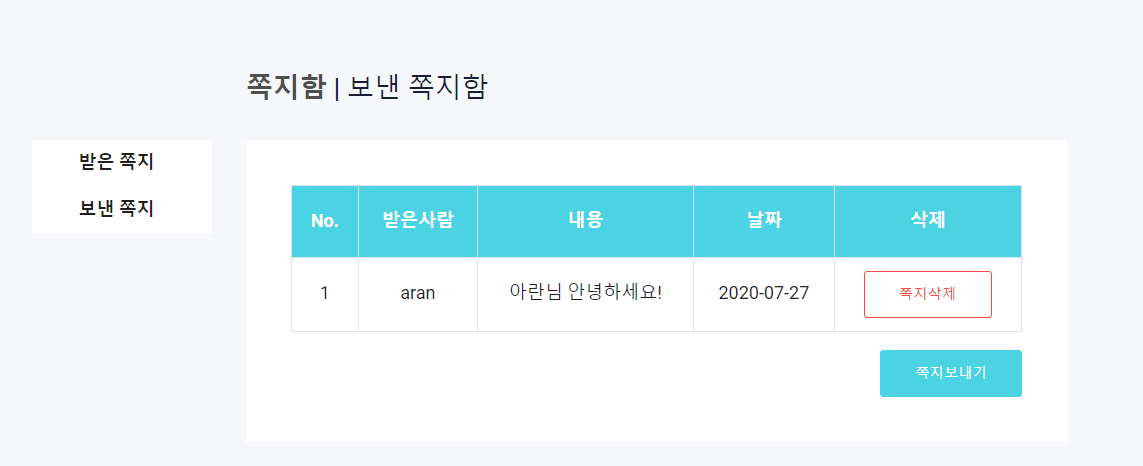 쪽지함 | 보낸 쪽지함
받은 쪽지
보낸 쪽지
No. 받은사람 내용 날짜 삭제
1 aran 아란님 안녕하세요! 2020-07-27 쪽지삭제
쪽지보내기